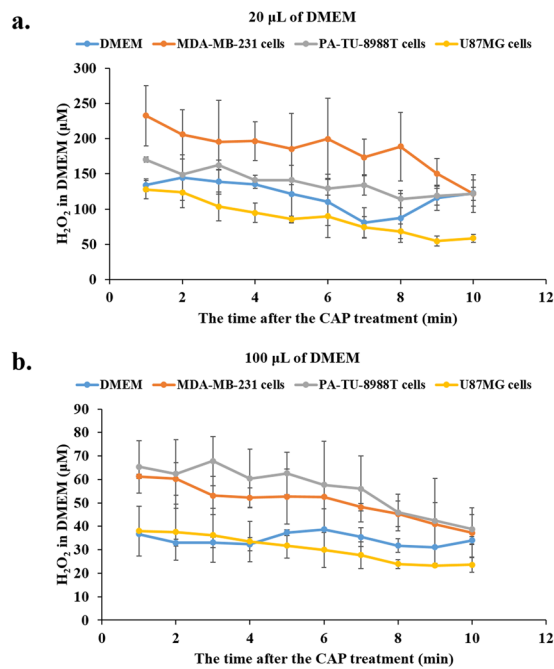 a.
20 µL of DMEM
DMEM MDA-MB-231 cells PA-TU-8988T cells U87MG cells
300
250
200
150
100
50
0
H₂O₂ in DMEM (µM)
0 2 4 6 8 10 12
The time after the CAP treatment (min)
b.
100 µL of DMEM
DMEM MDA-MB-231 cells PA-TU-8988T cells U87MG cells
90
80
70
60
50
40
30
20
10
0
H₂O₂ in DMEM (µM)
0 2 4 6 8 10 12
The time after the CAP treatment (min)